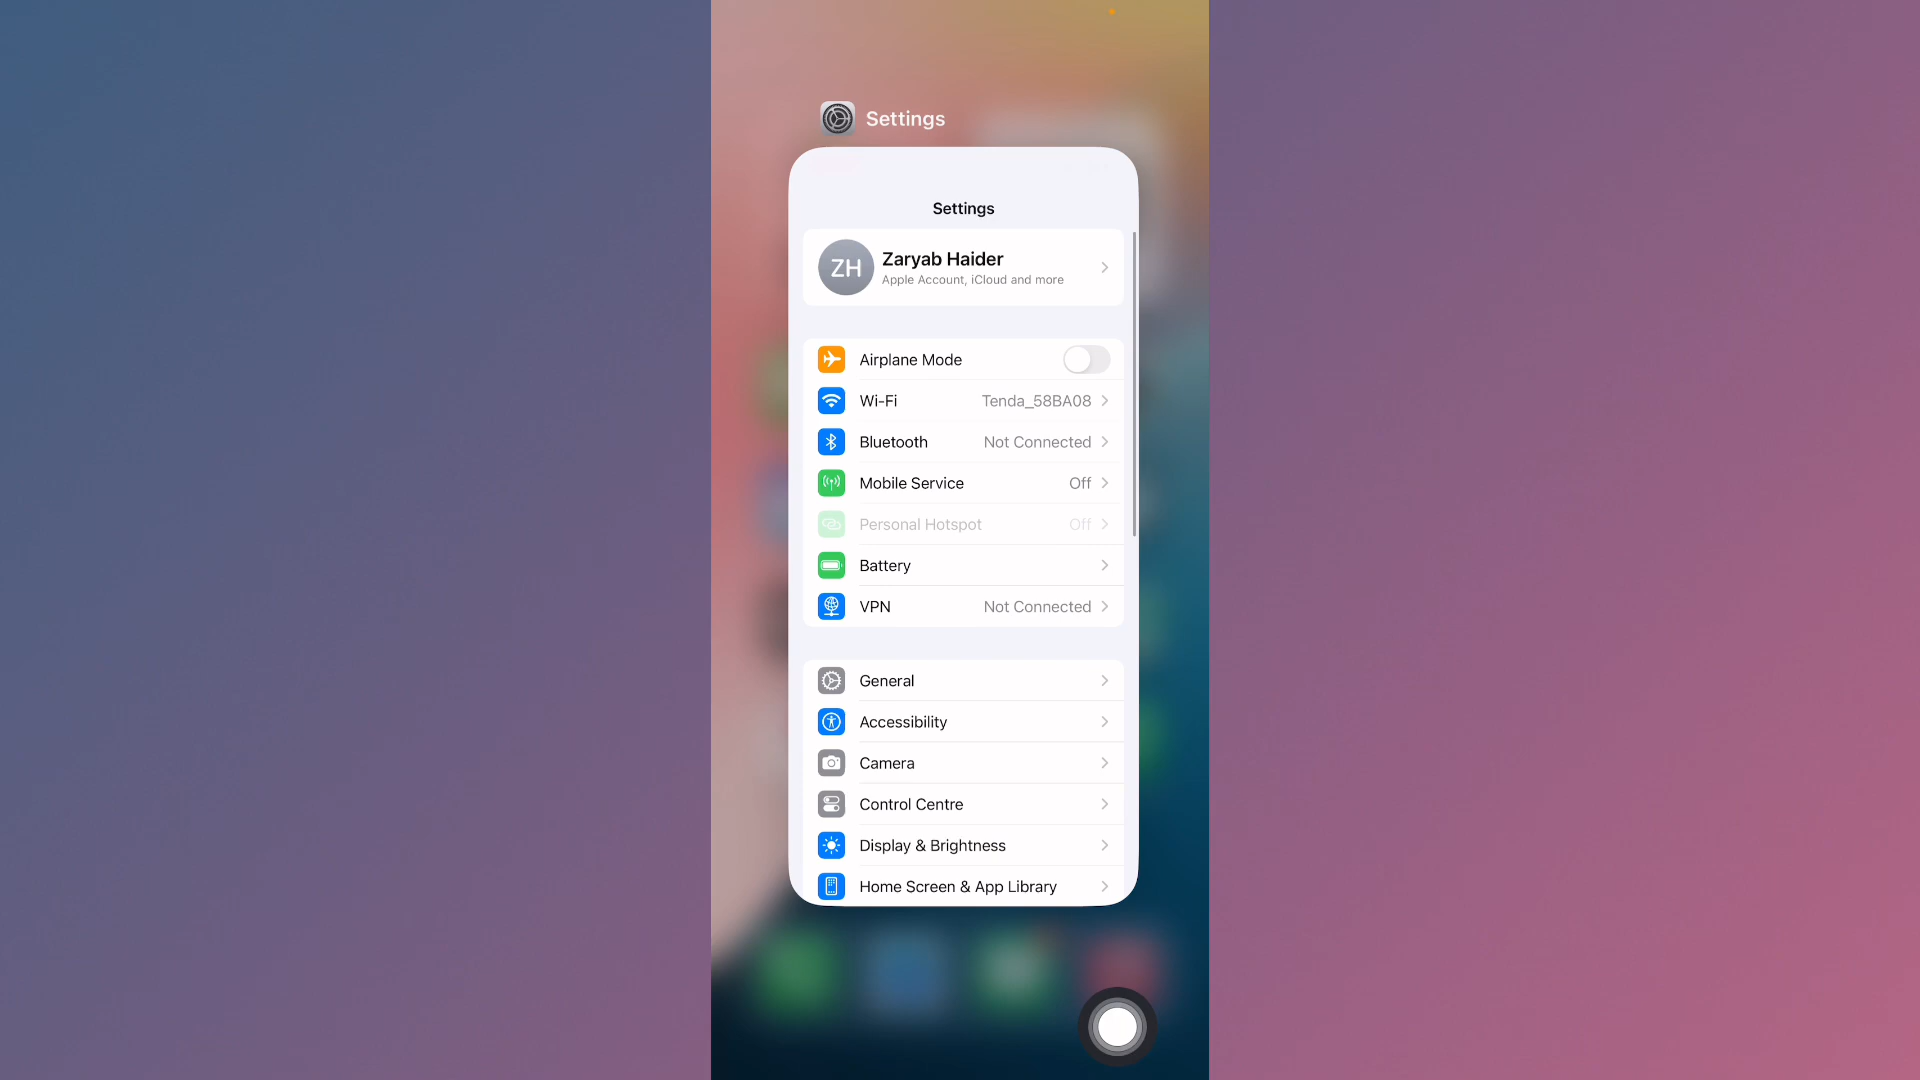 Settings
Settings
ZH
Zaryab Haider
Apple Account, iCloud and more
Airplane Mode
Wi-Fi Tenda_58BA08
Bluetooth Not Connected
Mobile Service Off
Personal Hotspot Off
Battery
VPN Not Connected
General
Accessibility
Camera
Control Centre
Display & Brightness
Home Screen & App Library